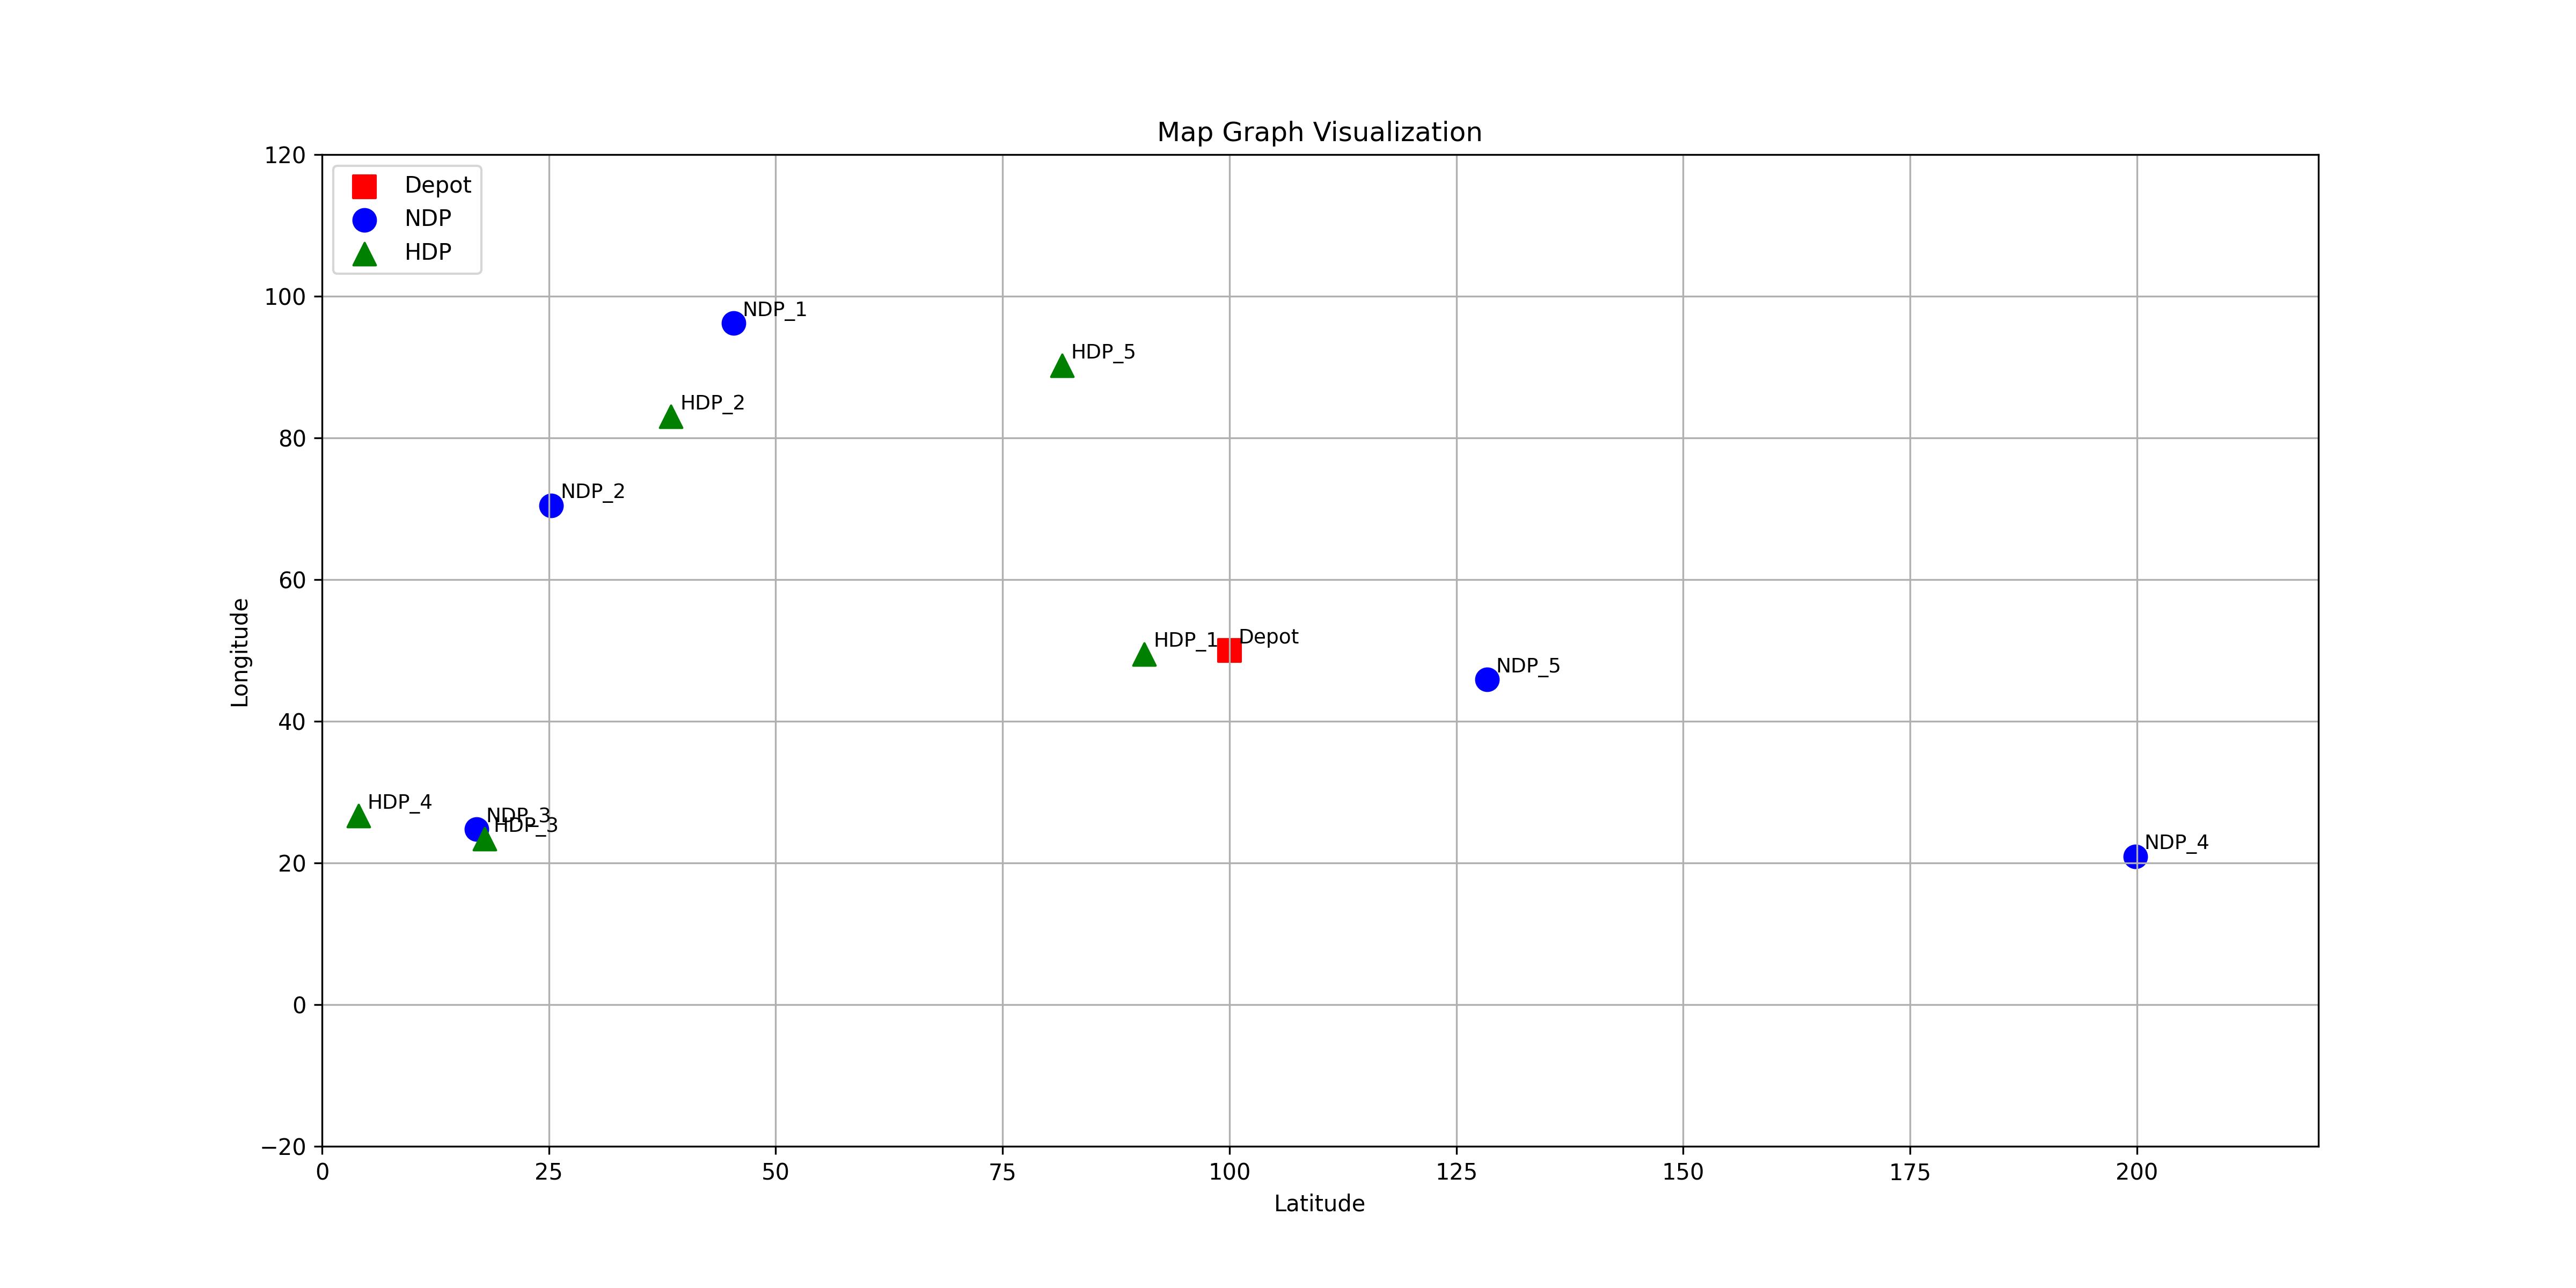 Map Graph Visualization
120
100
80
60
40
20
0
−20
Longitude
Depot
NDP
HDP
NDP_1
HDP_5
HDP_2
NDP_2
HDP_1
Depot
NDP_5
HDP_4
NDP_3
HDP_3
NDP_4
0 25 50 75 100 125 150 175 200
Latitude